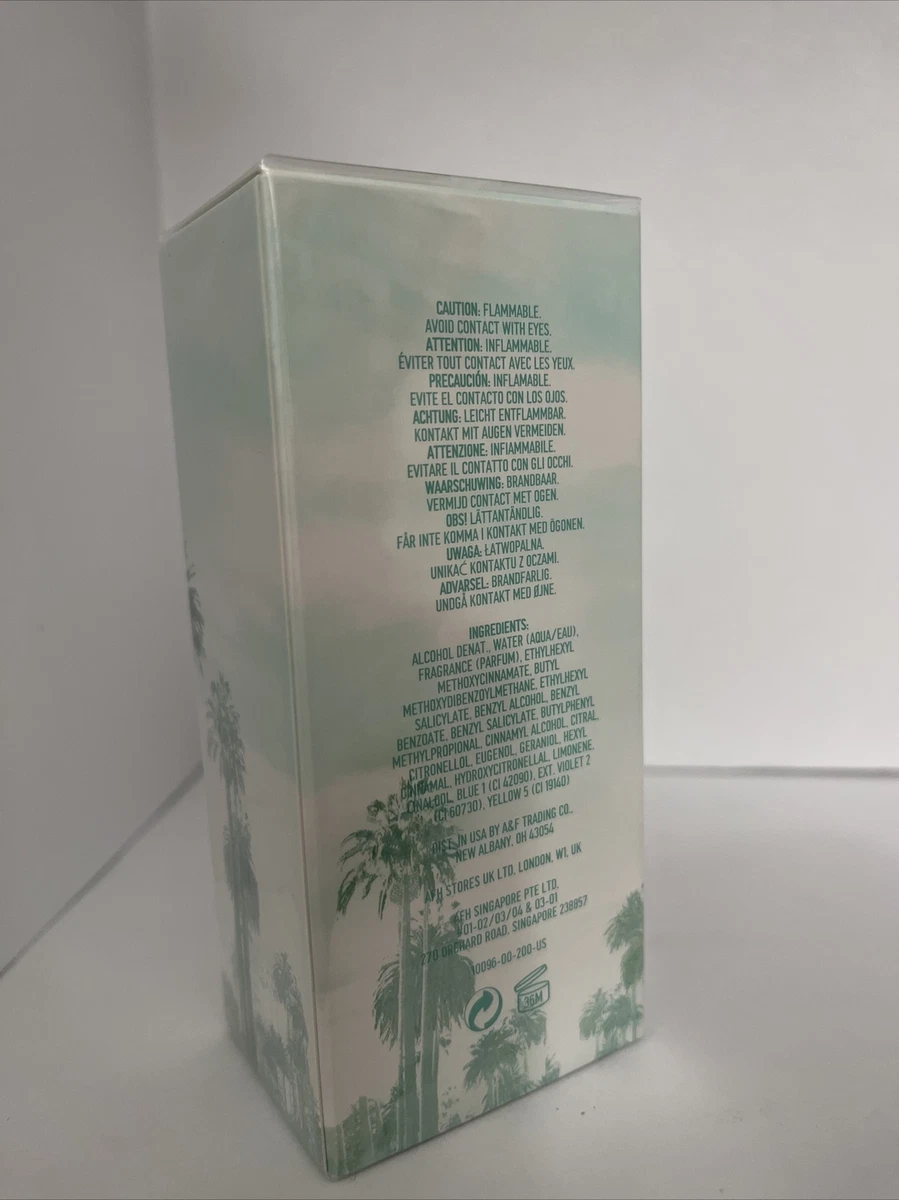 CAUTION: FLAMMABLE.
AVOID CONTACT WITH EYES.
ATTENTION: INFLAMMABLE.
ÉVITER TOUT CONTACT AVEC LES YEUX.
PRECAUCIÓN: INFLAMABLE.
EVITE EL CONTACTO CON LOS OJOS.
ACHTUNG: LEICHT ENTFLAMMBAR.
KONTAKT MIT AUGEN VERMEIDEN.
ATTENZIONE: INFIAMMABILE.
EVITARE IL CONTATTO CON GLI OCCHI.
WAARSCHUWING: BRANDBAAR.
VERMIJD CONTACT MET OGEN.
OBS! LÄTTANTÄNDLIG.
FÅR INTE KOMMA I KONTAKT MED ÖGONEN.
UWAGA: ŁATWOPALNA.
UNIKAĆ KONTAKTU Z OCZAMI.
ADVARSEL: BRANDFARLIG.
UNDGÅ KONTAKT MED ØJNE.
INGREDIENTS:
ALCOHOL DENAT., WATER (AQUA/EAU),
FRAGRANCE (PARFUM), ETHYLHEXYL
METHOXYCINNAMATE, BUTYL
METHOXYDIBENZOYLMETHANE, ETHYLHEXYL
SALICYLATE, BENZYL ALCOHOL, BENZYL
BENZOATE, BENZYL SALICYLATE, BUTYLPHENYL
METHYLPROPIONAL, CINNAMYL ALCOHOL, CITRAL,
CITRONELLOL, EUGENOL, GERANIOL, HEXYL
CINNAMAL, HYDROXYCITRONELLAL, LIMONENE,
LINALOOL, BLUE 1 (CI 42090), EXT. VIOLET 2
(CI 60730), YELLOW 5 (CI 19140)
DIST. IN USA BY A&F TRADING CO.,
NEW ALBANY, OH 43054
AFH STORES UK LTD, LONDON, W1, UK
AFH SINGAPORE PTE LTD,
#01-02/03/04 & 03-01
270 ORCHARD ROAD, SINGAPORE 238857
10096-00-200-US
36M